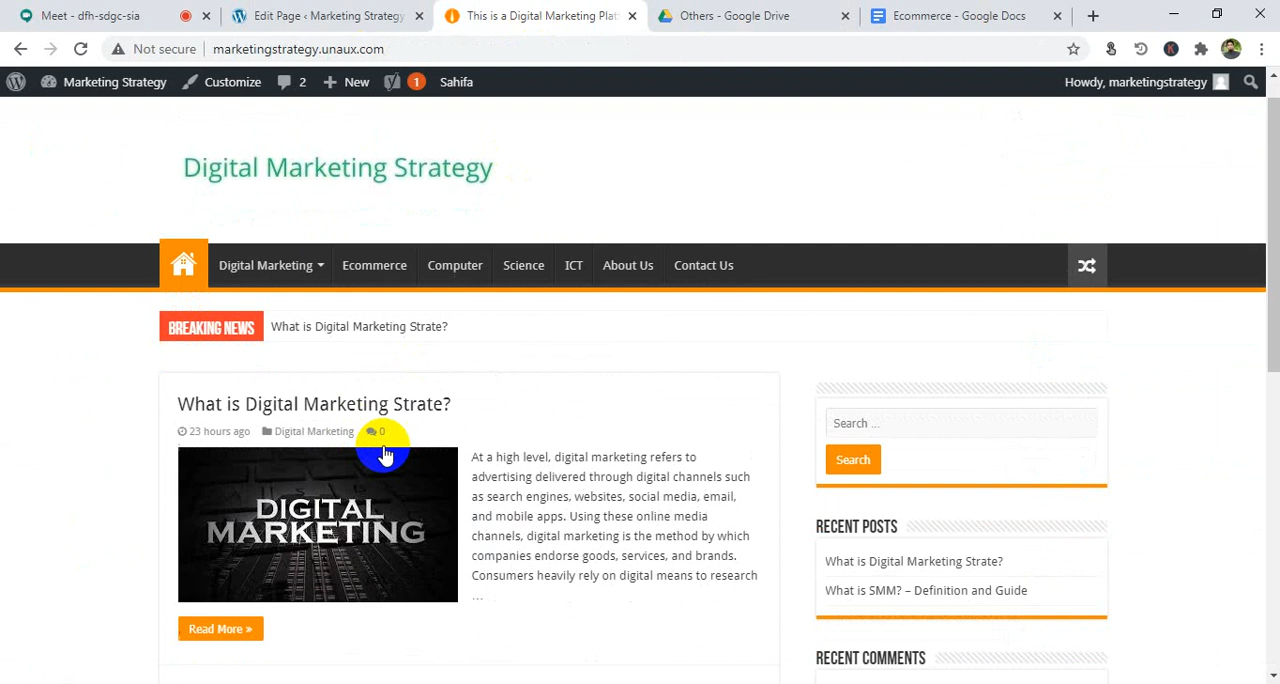 Meet - dfh-sdgc-sia
Edit Page ‹ Marketing Strategy
This is a Digital Marketing Plat
Others - Google Drive
Ecommerce - Google Docs
Not secure
marketingstrategy.unaux.com
Marketing Strategy
Customize
2
New
1
Sahifa
Howdy, marketingstrategy
Digital Marketing Strategy
Digital Marketing
Ecommerce
Computer
Science
ICT
About Us
Contact Us
BREAKING NEWS
What is Digital Marketing Strate?
What is Digital Marketing Strate?
23 hours ago
Digital Marketing
0
DIGITAL
MARKETING
At a high level, digital marketing refers to
advertising delivered through digital channels such
as search engines, websites, social media, email,
and mobile apps. Using these online media
channels, digital marketing is the method by which
companies endorse goods, services, and brands.
Consumers heavily rely on digital means to research
...
Read More »
Search ...
Search
RECENT POSTS
What is Digital Marketing Strate?
What is SMM? – Definition and Guide
RECENT COMMENTS